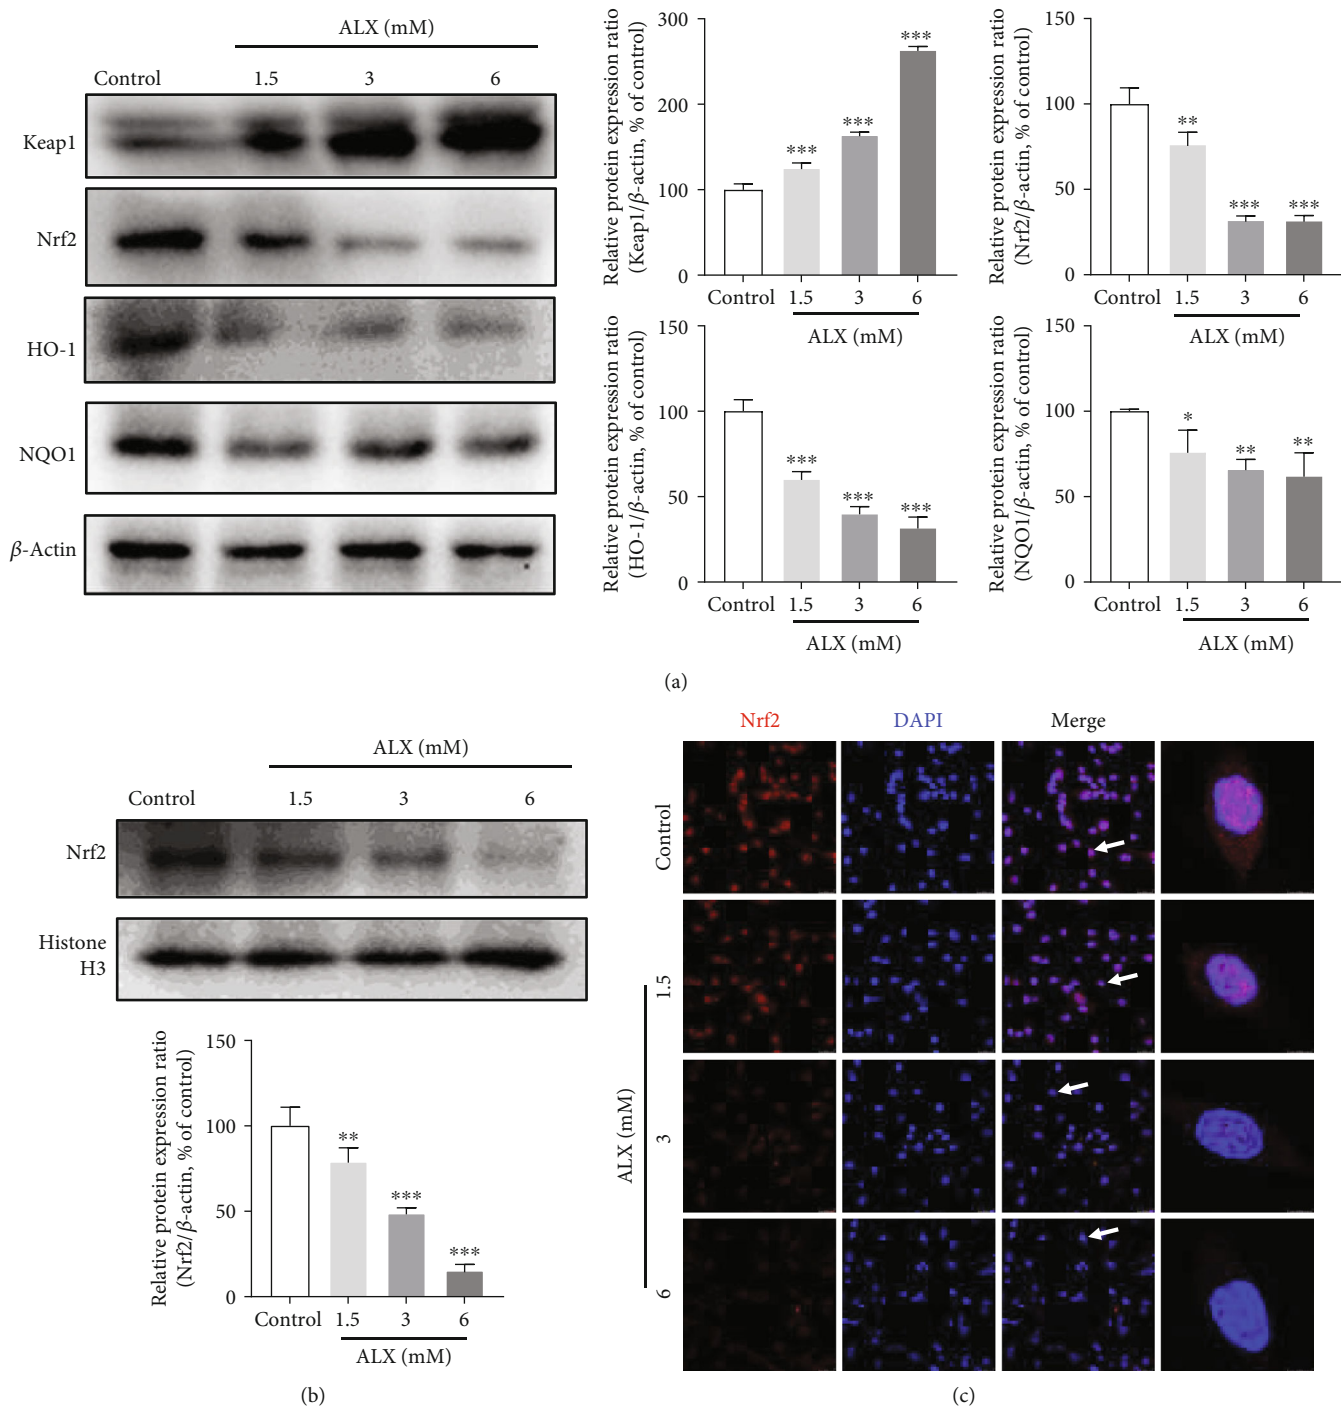 ALX (mM)
Control 1.5 3 6
Keap1
Nrf2
HO-1
NQO1
β-Actin
Relative protein expression ratio
(Keap1/β-actin, % of control)
300
200
100
0
***
***
***
Control 1.5 3 6
ALX (mM)
Relative protein expression ratio
(Nrf2/β-actin, % of control)
150
100
50
0
**
***
***
Control 1.5 3 6
ALX (mM)
Relative protein expression ratio
(HO-1/β-actin, % of control)
150
100
50
0
***
***
***
Control 1.5 3 6
ALX (mM)
Relative protein expression ratio
(NQO1/β-actin, % of control)
150
100
50
0
*
**
**
Control 1.5 3 6
ALX (mM)
(a)
ALX (mM)
Control 1.5 3 6
Nrf2
Histone
H3
Relative protein expression ratio
(Nrf2/β-actin, % of control)
150
100
50
0
**
***
***
Control 1.5 3 6
ALX (mM)
(b)
Nrf2 DAPI Merge
Control
1.5
3
6
ALX (mM)
(c)